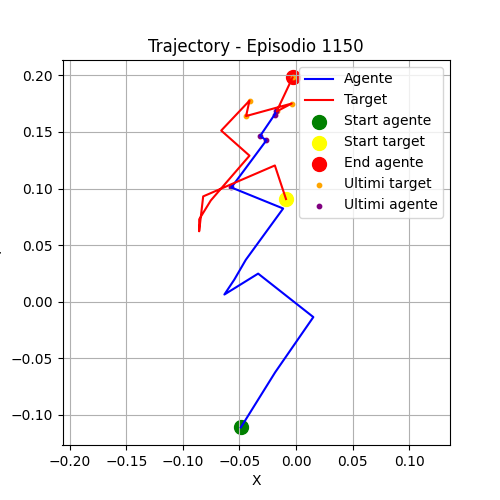 Trajectory - Episodio 1150
0.20
0.15
0.10
0.05
0.00
−0.05
−0.10
Agente
Target
Start agente
Start target
End agente
Ultimi target
Ultimi agente
−0.20 −0.15 −0.10 −0.05 0.00 0.05 0.10
X